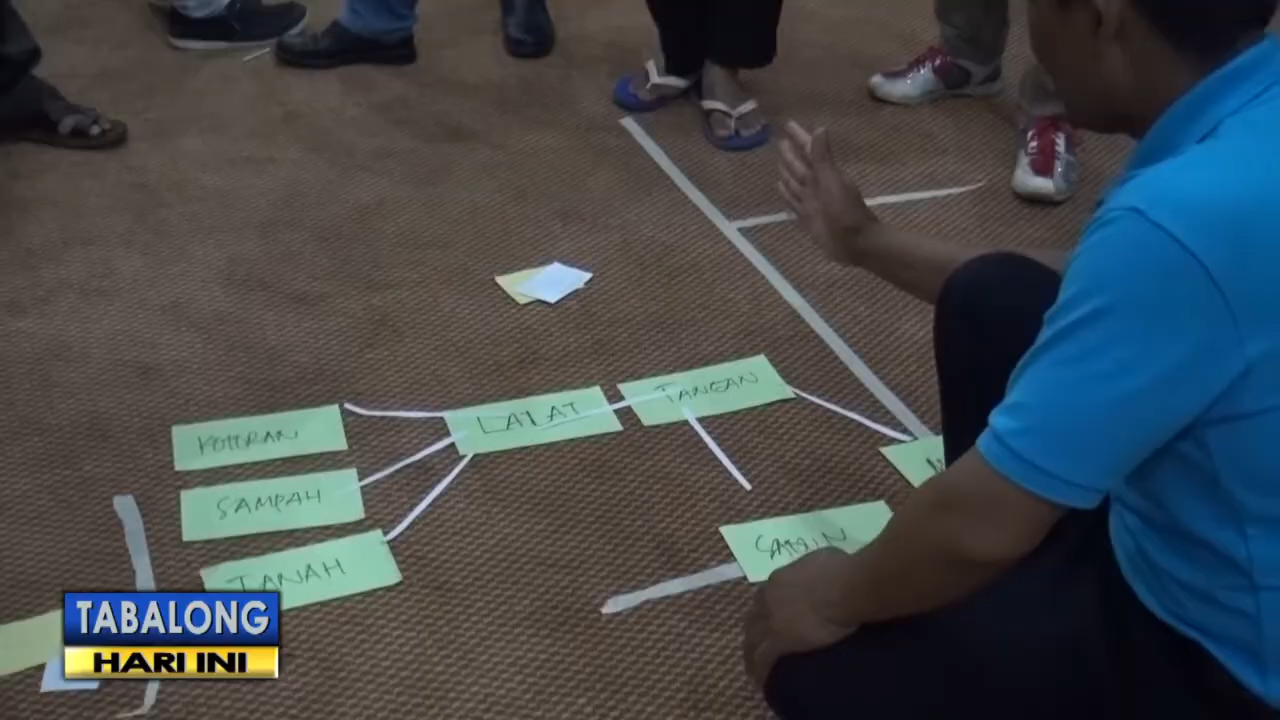 KOTORAN
LALAT
TANGAN
SAMPAH
TANAH
TABALONG
HARI INI